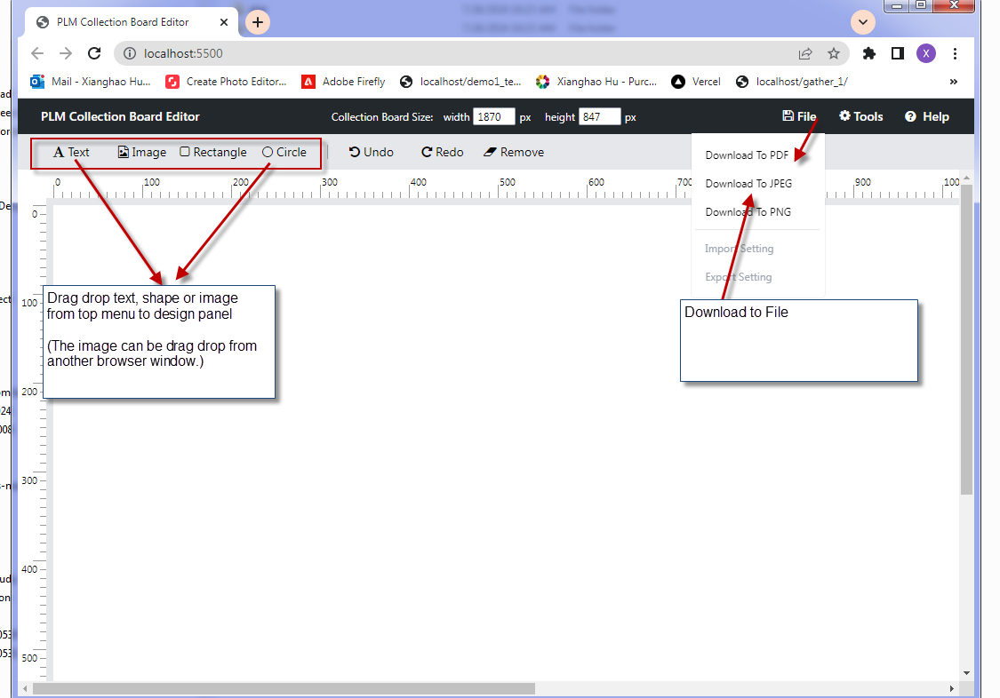 PLM Collection Board Editor
localhost:5500
X
Mail - Xianghao Hu...
Create Photo Editor...
Adobe Firefly
localhost/demo1_te...
Xianghao Hu - Purc...
Vercel
localhost/gather_1/
»
PLM Collection Board Editor
Collection Board Size: width 1870 px height 847 px
File
Tools
Help
Text
Image
Rectangle
Circle
Undo
Redo
Remove
Download To PDF
Download To JPEG
Download To PNG
Import Setting
Export Setting
0 100 200 300 400 500 600 700 900 100
0
100
200
300
400
500
Drag drop text, shape or image
from top menu to design panel
(The image can be drag drop from
another browser window.)
Download to File